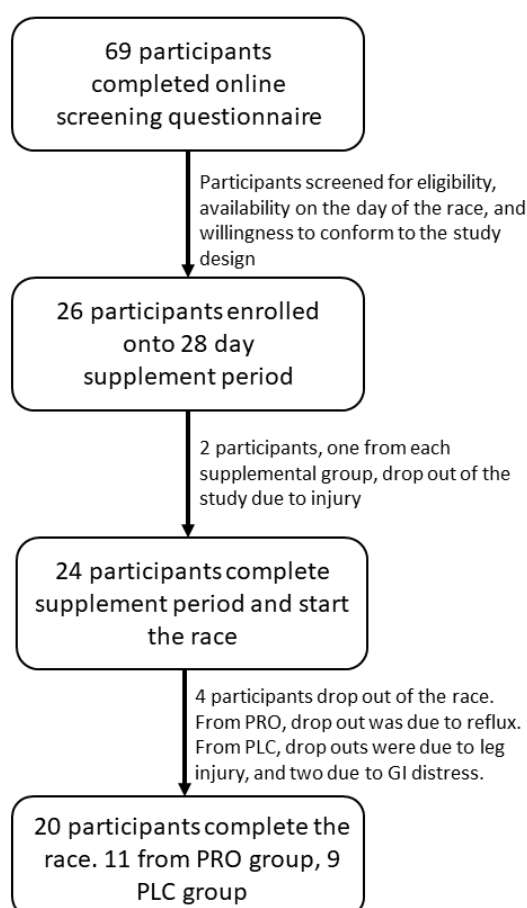 69 participants
completed online
screening questionnaire
Participants screened for eligibility,
availability on the day of the race, and
willingness to conform to the study
design
26 participants enrolled
onto 28 day
supplement period
2 participants, one from each
supplemental group, drop out of the
study due to injury
24 participants complete
supplement period and start
the race
4 participants drop out of the race.
From PRO, drop out was due to reflux.
From PLC, drop outs were due to leg
injury, and two due to GI distress.
20 participants complete the
race. 11 from PRO group, 9
PLC group